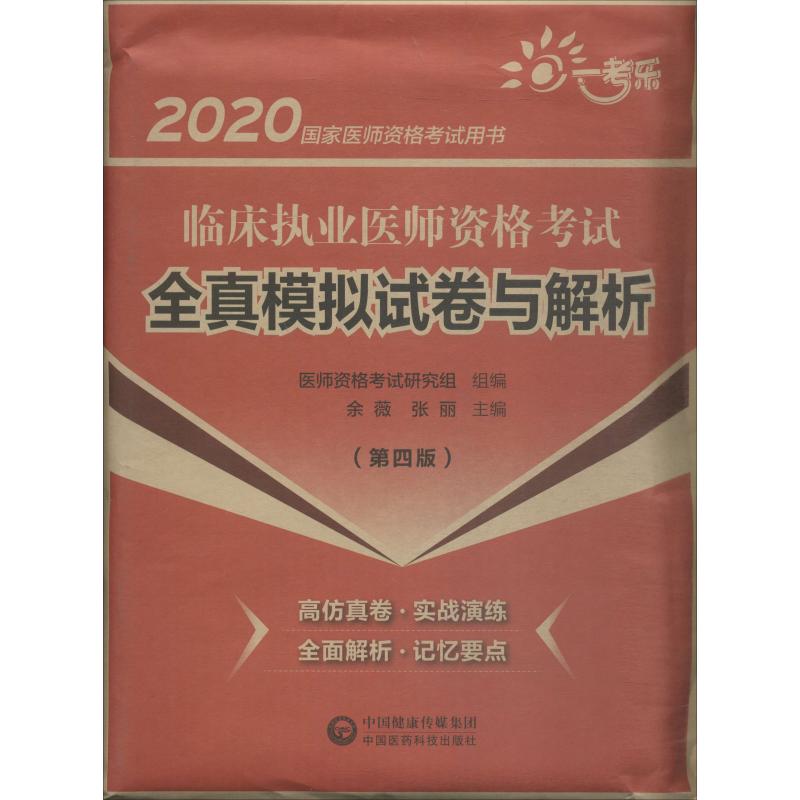 一考乐
2020国家医师资格考试用书
临床执业医师资格考试
全真模拟试卷与解析
医师资格考试研究组 组编
余薇 张丽 主编
（第四版）
高仿真卷·实战演练
全面解析·记忆要点
中国健康传媒集团
中国医药科技出版社